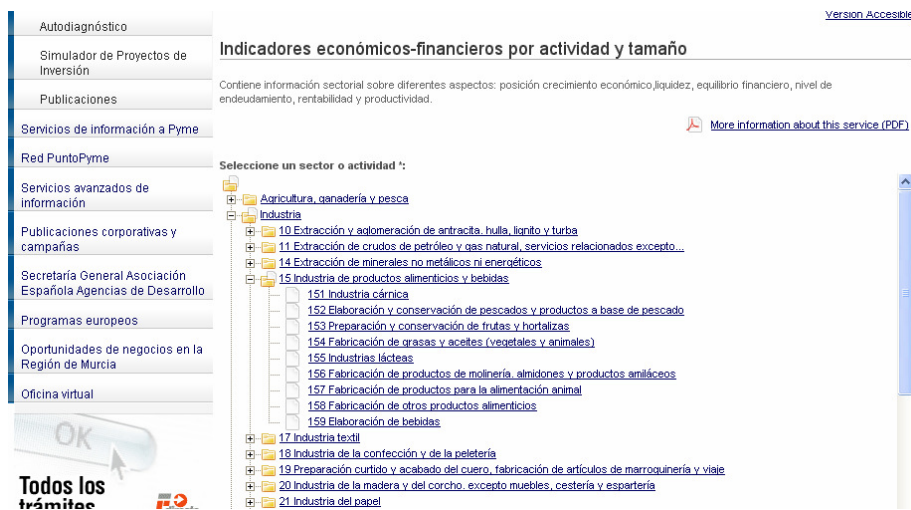 Version Accesible
Autodiagnóstico
Simulador de Proyectos de
Inversión
Publicaciones
Servicios de información a Pyme
Red PuntoPyme
Servicios avanzados de
información
Publicaciones corporativas y
campañas
Secretaría General Asociación
Española Agencias de Desarrollo
Programas europeos
Oportunidades de negocios en la
Región de Murcia
Oficina virtual
OK
Todos los
trámites
Indicadores económicos-financieros por actividad y tamaño
Contiene información sectorial sobre diferentes aspectos: posición crecimiento económico,liquidez, equilibrio financiero, nivel de
endeudamiento, rentabilidad y productividad.
More information about this service (PDF)
Seleccione un sector o actividad *:
Agricultura, ganadería y pesca
Industria
10 Extracción y aglomeración de antracita. hulla, lignito y turba
11 Extracción de crudos de petróleo y gas natural, servicios relacionados excepto...
14 Extracción de minerales no metálicos ni energéticos
15 Industria de productos alimenticios y bebidas
151 Industria cárnica
152 Elaboración y conservación de pescados y productos a base de pescado
153 Preparación y conservación de frutas y hortalizas
154 Fabricación de grasas y aceites (vegetales y animales)
155 Industrias lácteas
156 Fabricación de productos de molinería. almidones y productos amiláceos
157 Fabricación de productos para la alimentación animal
158 Fabricación de otros productos alimenticios
159 Elaboración de bebidas
17 Industria textil
18 Industria de la confección y de la peletería
19 Preparación curtido y acabado del cuero, fabricación de artículos de marroquinería y viaje
20 Industria de la madera y del corcho. excepto muebles, cestería y espartería
21 Industria del papel